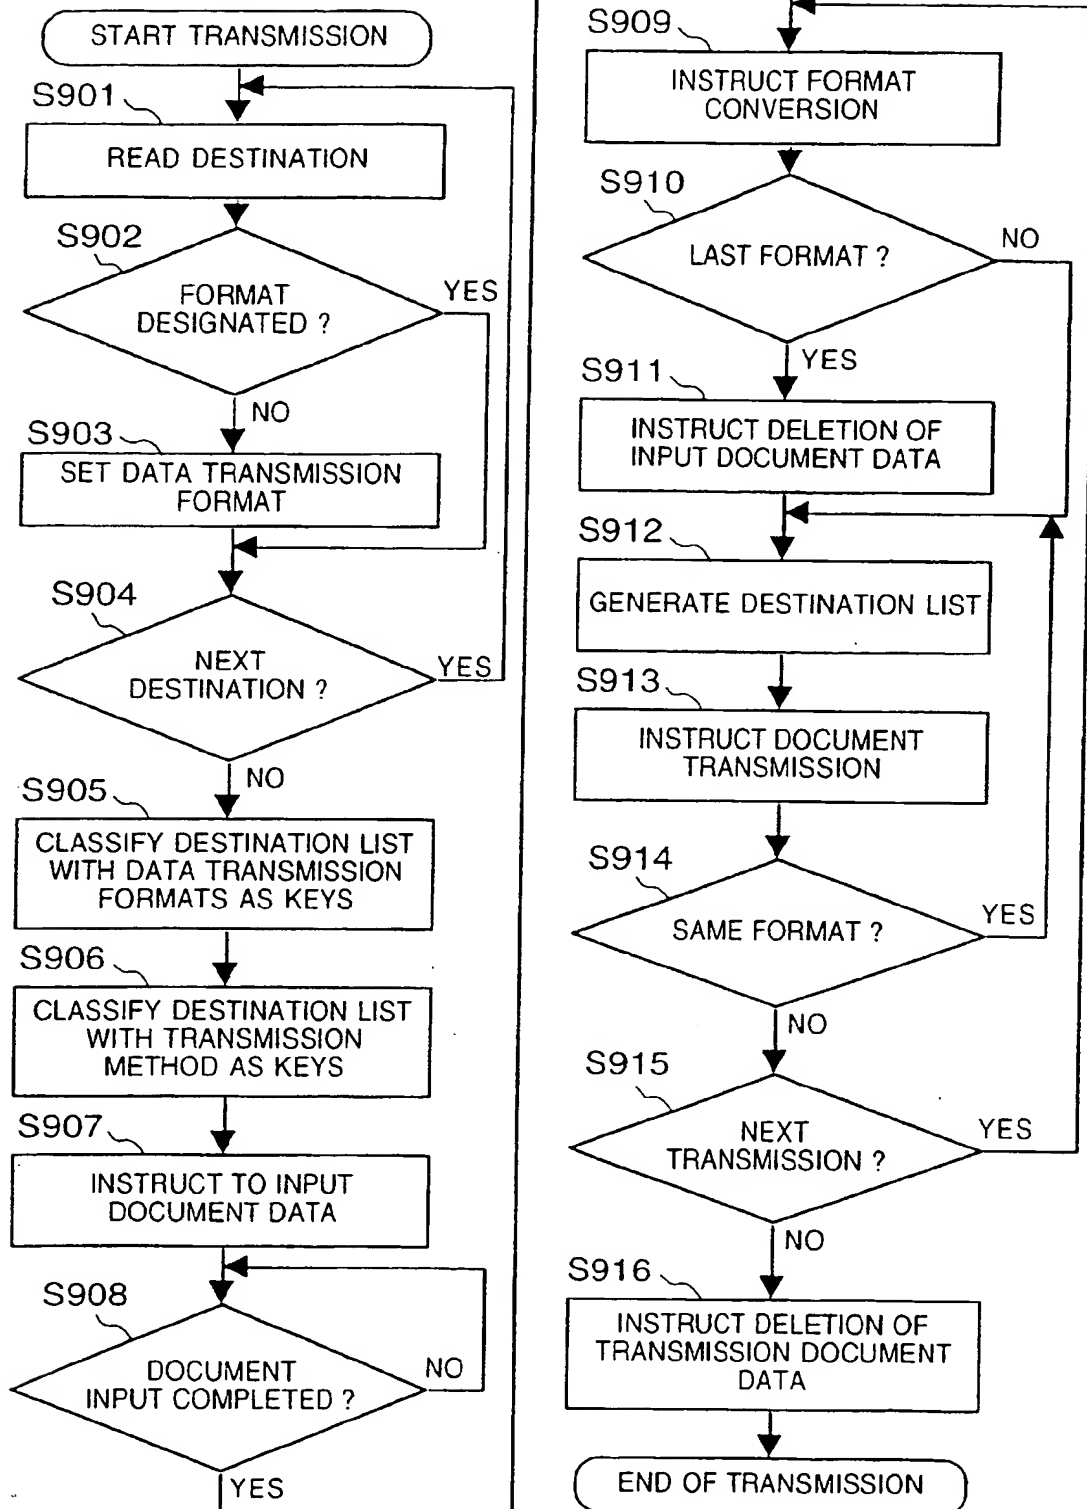 START TRANSMISSION
S901
READ DESTINATION
S902
FORMAT
DESIGNATED ?
YES
NO
S903
SET DATA TRANSMISSION
FORMAT
S904
NEXT
DESTINATION ?
YES
NO
S905
CLASSIFY DESTINATION LIST
WITH DATA TRANSMISSION
FORMATS AS KEYS
S906
CLASSIFY DESTINATION LIST
WITH TRANSMISSION
METHOD AS KEYS
S907
INSTRUCT TO INPUT
DOCUMENT DATA
S908
DOCUMENT
INPUT COMPLETED ?
NO
YES
S909
INSTRUCT FORMAT
CONVERSION
S910
LAST FORMAT ?
NO
YES
S911
INSTRUCT DELETION OF
INPUT DOCUMENT DATA
S912
GENERATE DESTINATION LIST
S913
INSTRUCT DOCUMENT
TRANSMISSION
S914
SAME FORMAT ?
YES
NO
S915
NEXT
TRANSMISSION ?
YES
NO
S916
INSTRUCT DELETION OF
TRANSMISSION DOCUMENT
DATA
END OF TRANSMISSION